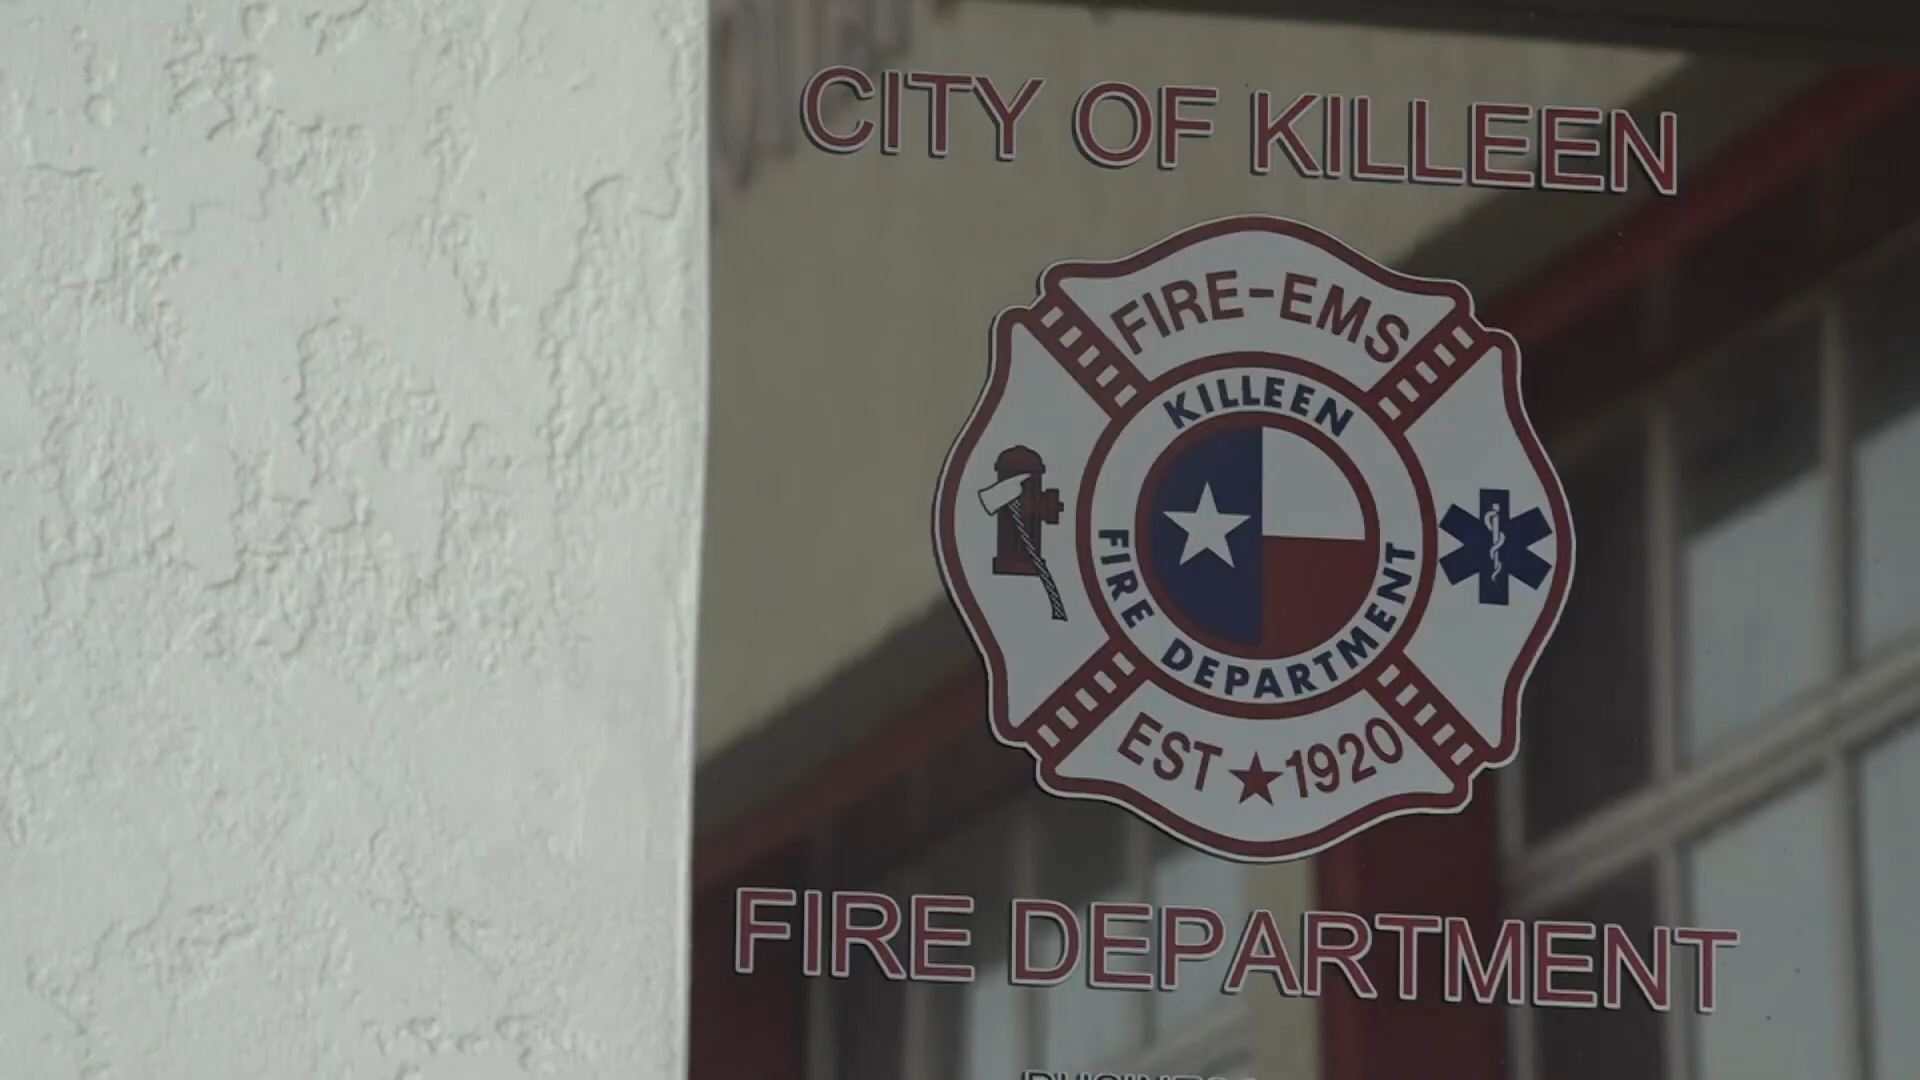 CITY OF KILLEEN
FIRE-EMS
KILLEEN
FIRE DEPARTMENT
EST★1920
FIRE DEPARTMENT